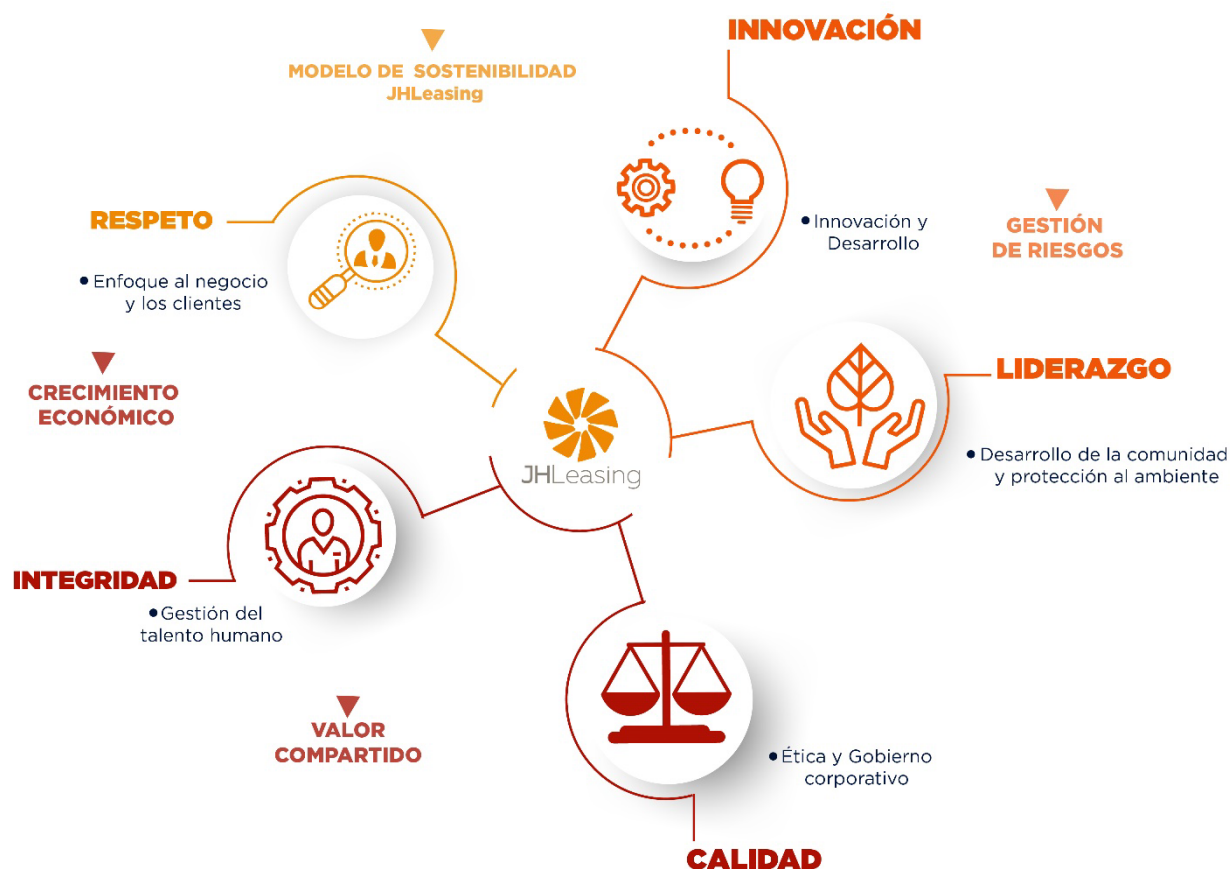 INNOVACIÓN
MODELO DE SOSTENIBILIDAD
JHLeasing
RESPETO
• Enfoque al negocio
y los clientes
• Innovación y
Desarrollo
GESTIÓN
DE RIESGOS
CRECIMIENTO
ECONÓMICO
LIDERAZGO
• Desarrollo de la comunidad
y protección al ambiente
JHLeasing
INTEGRIDAD
• Gestión del
talento humano
VALOR
COMPARTIDO
• Ética y Gobierno
corporativo
CALIDAD